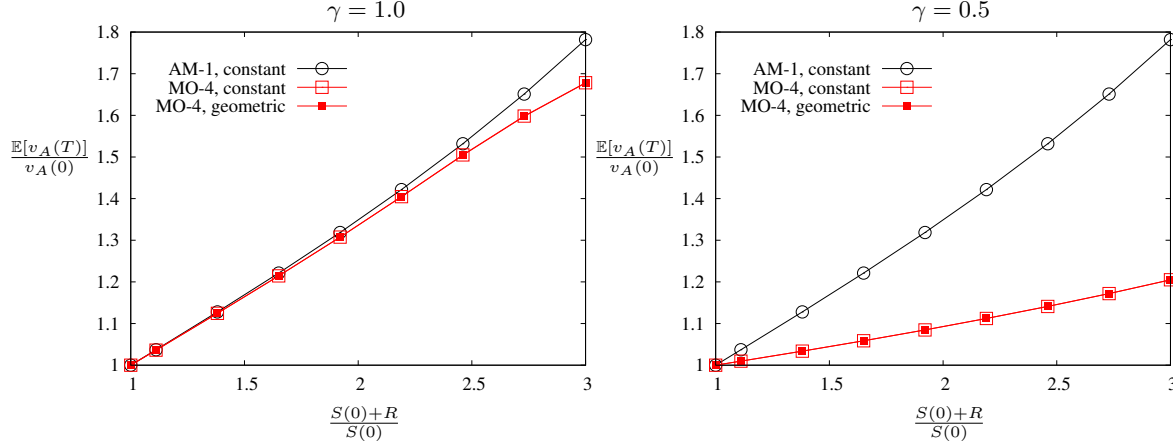 γ = 1.0
1.8
1.7
1.6
1.5
1.4
1.3
1.2
1.1
1
AM-1, constant
MO-4, constant
MO-4, geometric
𝔼[v_A(T)]
v_A(0)
1 1.5 2 2.5 3
S(0)+R
S(0)
γ = 0.5
1.8
1.7
1.6
1.5
1.4
1.3
1.2
1.1
1
AM-1, constant
MO-4, constant
MO-4, geometric
𝔼[v_A(T)]
v_A(0)
1 1.5 2 2.5 3
S(0)+R
S(0)